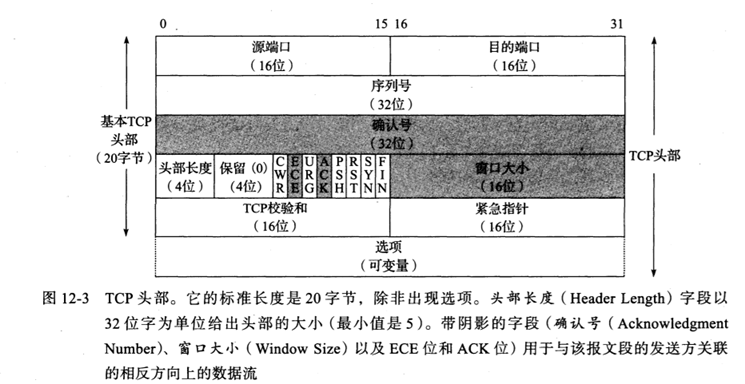 0 15 16 31
源端口 目的端口
(16位) (16位)
序列号
(32位)
确认号
(32位)
基本TCP
头部
(20字节)
TCP头部
头部长度 保留(0) CWR ECE URG ACK PSH RST SYN FIN 窗口大小
(4位) (4位) (16位)
TCP校验和 紧急指针
(16位) (16位)
选项
(可变量)
图 12-3 TCP 头部。它的标准长度是 20 字节,除非出现选项。头部长度(Header Length)字段以
32 位字为单位给出头部的大小(最小值是 5)。带阴影的字段(确认号(Acknowledgment
Number)、窗口大小(Window Size)以及 ECE 位和 ACK 位)用于与该报文段的发送方关联
的相反方向上的数据流